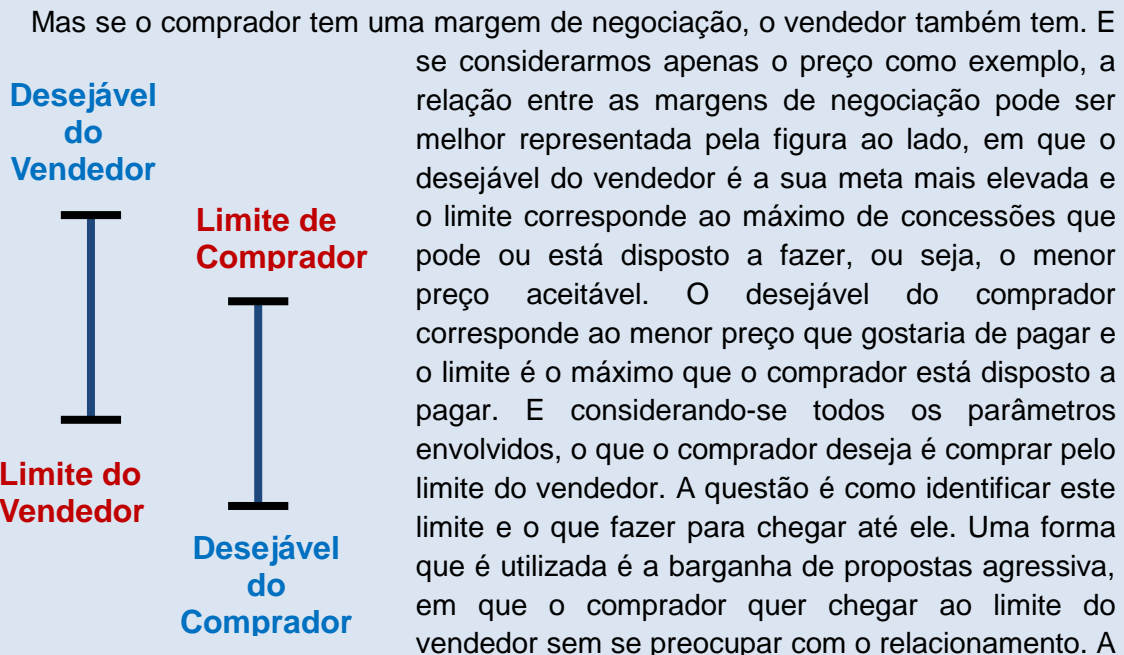 Mas se o comprador tem uma margem de negociação, o vendedor também tem. E
se considerarmos apenas o preço como exemplo, a
relação entre as margens de negociação pode ser
melhor representada pela figura ao lado, em que o
desejável do vendedor é a sua meta mais elevada e
o limite corresponde ao máximo de concessões que
pode ou está disposto a fazer, ou seja, o menor
preço aceitável. O desejável do comprador
corresponde ao menor preço que gostaria de pagar e
o limite é o máximo que o comprador está disposto a
pagar. E considerando-se todos os parâmetros
envolvidos, o que o comprador deseja é comprar pelo
limite do vendedor. A questão é como identificar este
limite e o que fazer para chegar até ele. Uma forma
que é utilizada é a barganha de propostas agressiva,
em que o comprador quer chegar ao limite do
vendedor sem se preocupar com o relacionamento. A
Desejável
do
Vendedor
Limite de
Comprador
Limite do
Vendedor
Desejável
do
Comprador